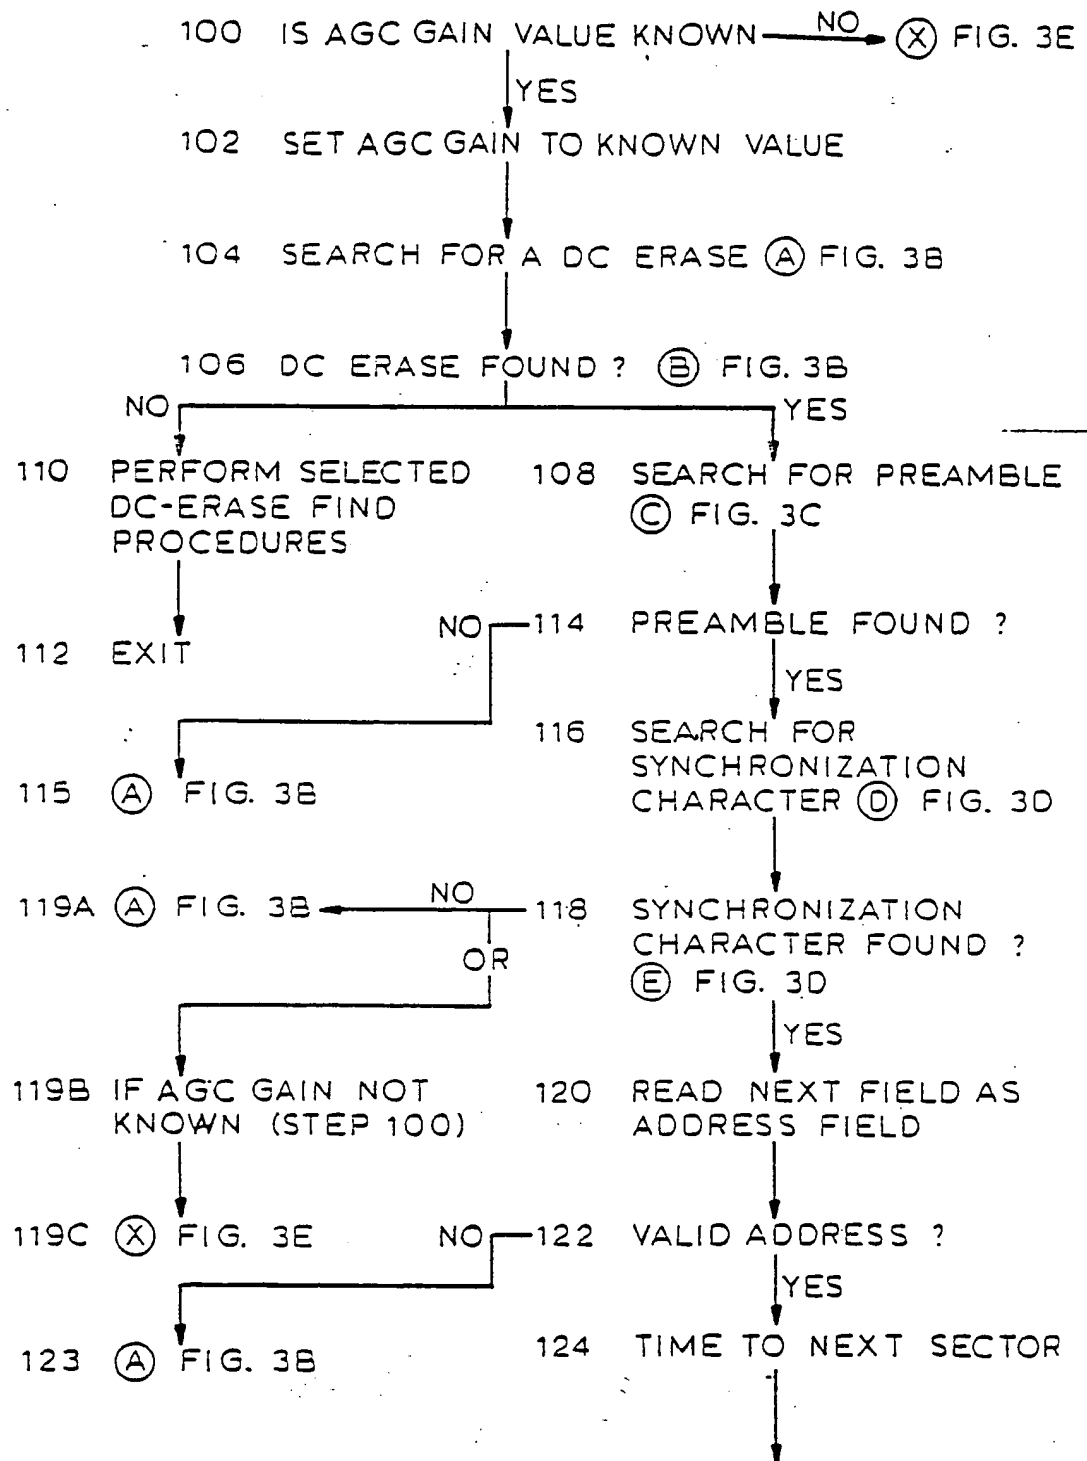 100 IS AGC GAIN VALUE KNOWN NO (X) FIG. 3E
YES
102 SET AGC GAIN TO KNOWN VALUE
104 SEARCH FOR A DC ERASE (A) FIG. 3B
106 DC ERASE FOUND ? (B) FIG. 3B
NO YES
110 PERFORM SELECTED
DC-ERASE FIND
PROCEDURES
108 SEARCH FOR PREAMBLE
(C) FIG. 3C
112 EXIT
NO 114 PREAMBLE FOUND ?
YES
115 (A) FIG. 3B
116 SEARCH FOR
SYNCHRONIZATION
CHARACTER (D) FIG. 3D
119A (A) FIG. 3B NO 118 SYNCHRONIZATION
CHARACTER FOUND ?
(E) FIG. 3D
OR
YES
119B IF AGC GAIN NOT
KNOWN (STEP 100)
120 READ NEXT FIELD AS
ADDRESS FIELD
119C (X) FIG. 3E
NO 122 VALID ADDRESS ?
YES
123 (A) FIG. 3B
124 TIME TO NEXT SECTOR